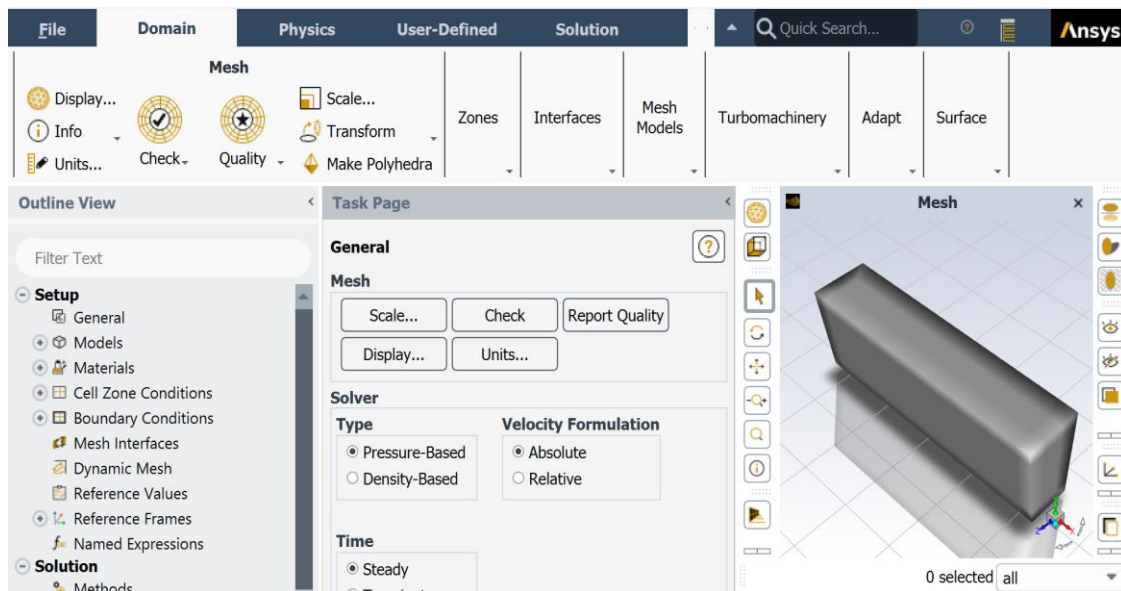 File Domain Physics User-Defined Solution Quick Search... Ansys
Mesh
Display...
Info
Units...
Check
Quality
Scale...
Transform
Make Polyhedra
Zones
Interfaces
Mesh
Models
Turbomachinery
Adapt
Surface
Outline View
Filter Text
Setup
General
Models
Materials
Cell Zone Conditions
Boundary Conditions
Mesh Interfaces
Dynamic Mesh
Reference Values
Reference Frames
Named Expressions
Solution
Methods
Task Page
General
Mesh
Scale... Check Report Quality
Display... Units...
Solver
Type Velocity Formulation
Pressure-Based Absolute
Density-Based Relative
Time
Steady
Mesh
0 selected all